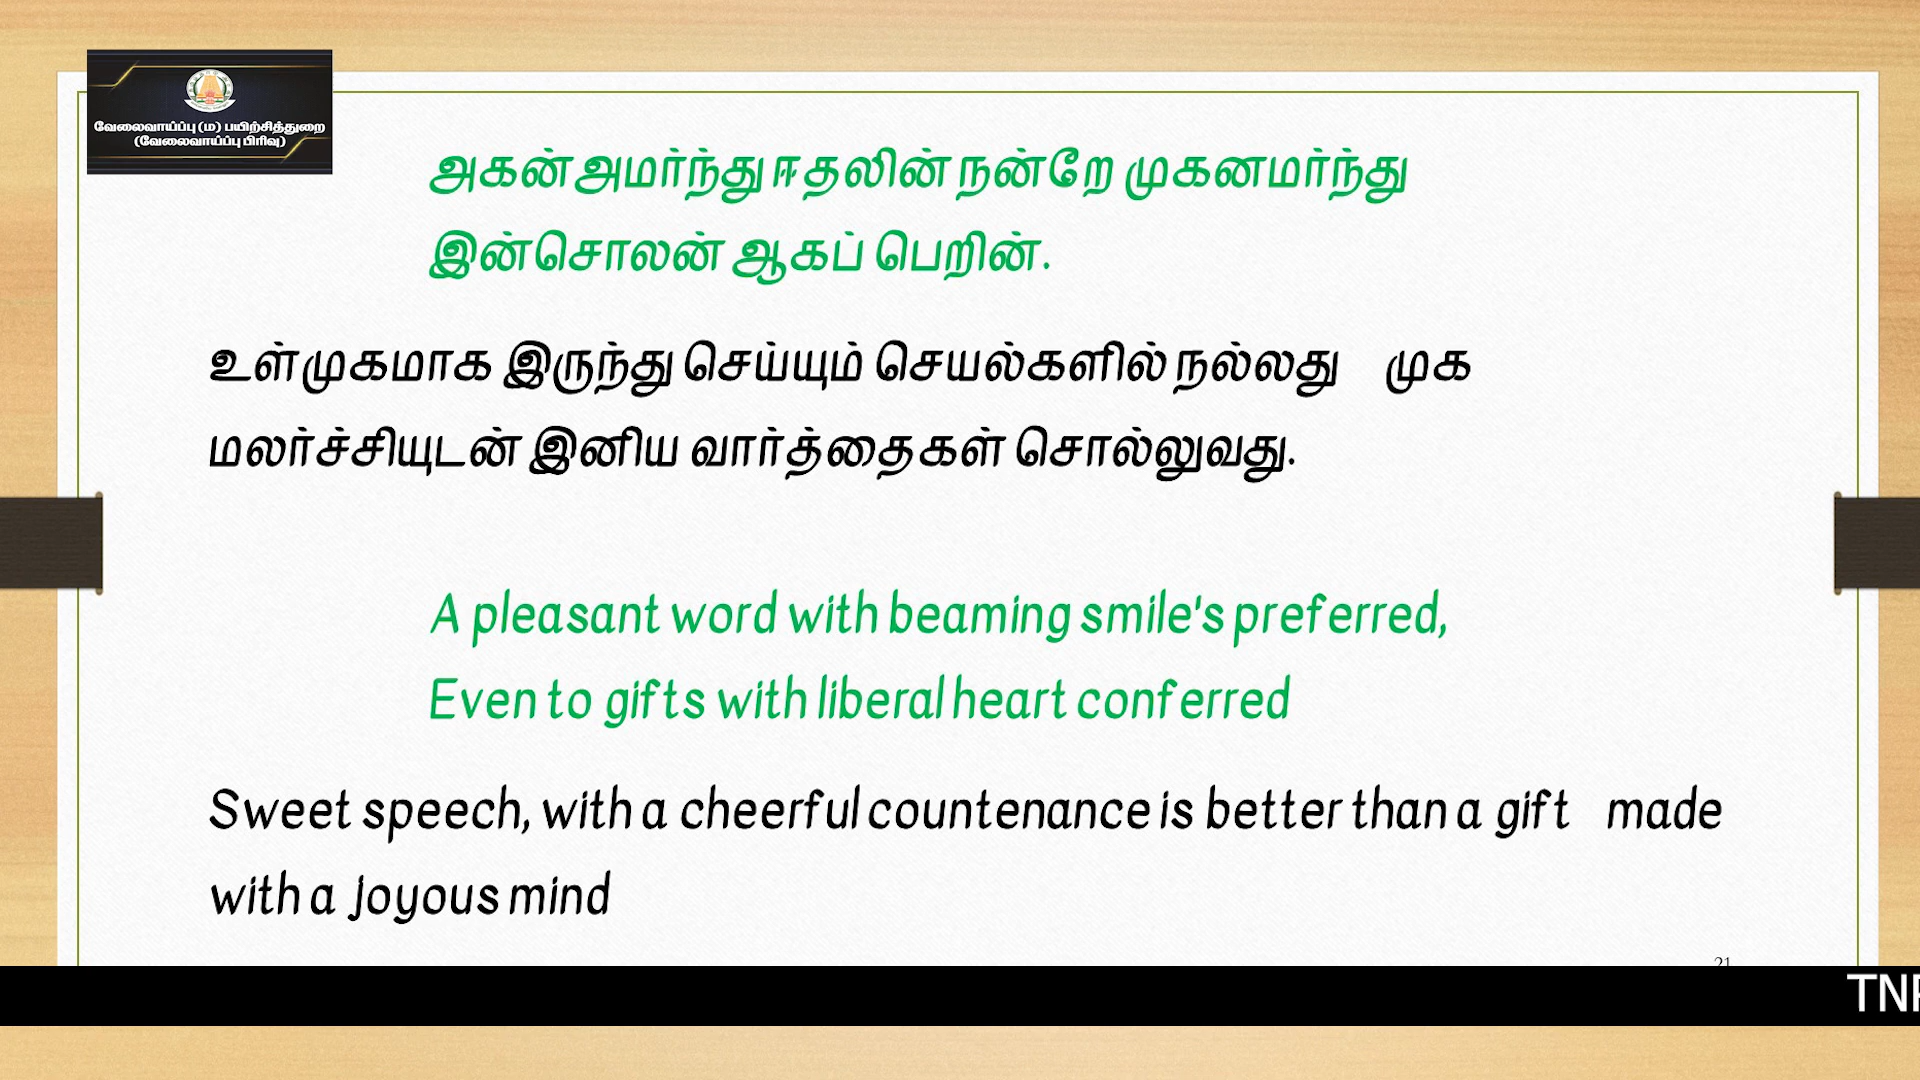 வேலைவாய்ப்பு (ம) பயிற்சித்துறை
(வேலைவாய்ப்பு பிரிவு)
அகன் அமர்ந்து ஈதலின் நன்றே முகனமர்ந்து
இன்சொலன் ஆகப் பெறின்.
உள்முகமாக இருந்து செய்யும் செயல்களில் நல்லது முக
மலர்ச்சியுடன் இனிய வார்த்தைகள் சொல்லுவது.
A pleasant word with beaming smile's preferred,
Even to gifts with liberal heart conferred
Sweet speech, with a cheerful countenance is better than a gift made
with a joyous mind
21